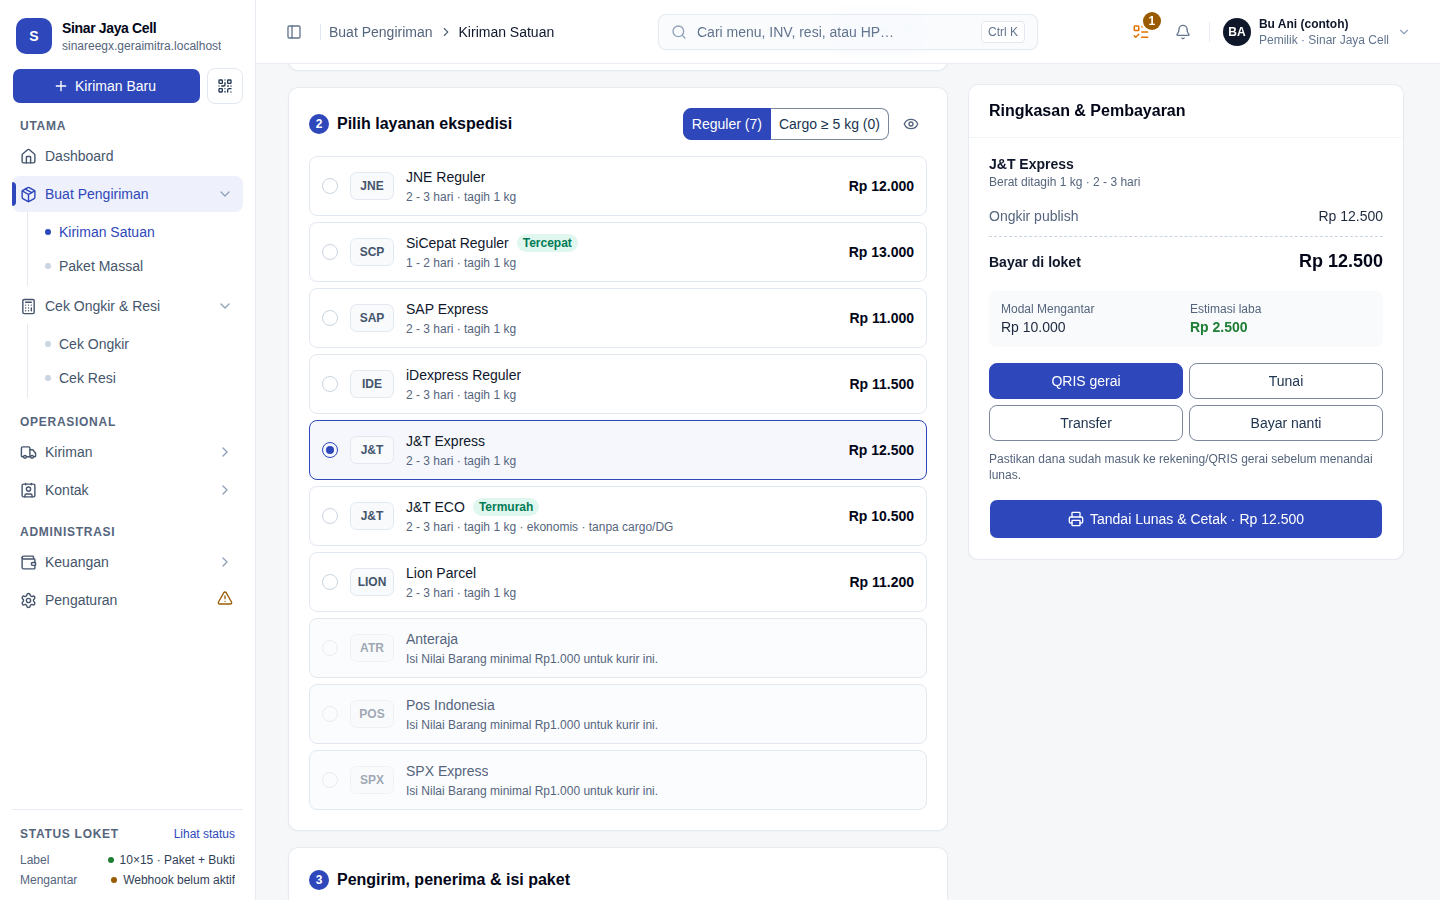 S
Sinar Jaya Cell
sinareegx.geraimitra.localhost
Kiriman Baru
UTAMA
Dashboard
Buat Pengiriman
Kiriman Satuan
Paket Massal
Cek Ongkir & Resi
Cek Ongkir
Cek Resi
OPERASIONAL
Kiriman
Kontak
ADMINISTRASI
Keuangan
Pengaturan
STATUS LOKET
Lihat status
Label
10×15 · Paket + Bukti
Mengantar
Webhook belum aktif
Buat Pengiriman
Kiriman Satuan
Cari menu, INV, resi, atau HP…
Ctrl K
1
BA
Bu Ani (contoh)
Pemilik · Sinar Jaya Cell
2
Pilih layanan ekspedisi
Reguler (7)
Cargo ≥ 5 kg (0)
JNE
JNE Reguler
2 - 3 hari · tagih 1 kg
Rp 12.000
SCP
SiCepat Reguler
Tercepat
1 - 2 hari · tagih 1 kg
Rp 13.000
SAP
SAP Express
2 - 3 hari · tagih 1 kg
Rp 11.000
IDE
iDexpress Reguler
2 - 3 hari · tagih 1 kg
Rp 11.500
J&T
J&T Express
2 - 3 hari · tagih 1 kg
Rp 12.500
J&T
J&T ECO
Termurah
2 - 3 hari · tagih 1 kg · ekonomis · tanpa cargo/DG
Rp 10.500
LION
Lion Parcel
2 - 3 hari · tagih 1 kg
Rp 11.200
ATR
Anteraja
Isi Nilai Barang minimal Rp1.000 untuk kurir ini.
POS
Pos Indonesia
Isi Nilai Barang minimal Rp1.000 untuk kurir ini.
SPX
SPX Express
Isi Nilai Barang minimal Rp1.000 untuk kurir ini.
3
Pengirim, penerima & isi paket
Ringkasan & Pembayaran
J&T Express
Berat ditagih 1 kg · 2 - 3 hari
Ongkir publish
Rp 12.500
Bayar di loket
Rp 12.500
Modal Mengantar
Rp 10.000
Estimasi laba
Rp 2.500
QRIS gerai
Tunai
Transfer
Bayar nanti
Pastikan dana sudah masuk ke rekening/QRIS gerai sebelum menandai
lunas.
Tandai Lunas & Cetak · Rp 12.500